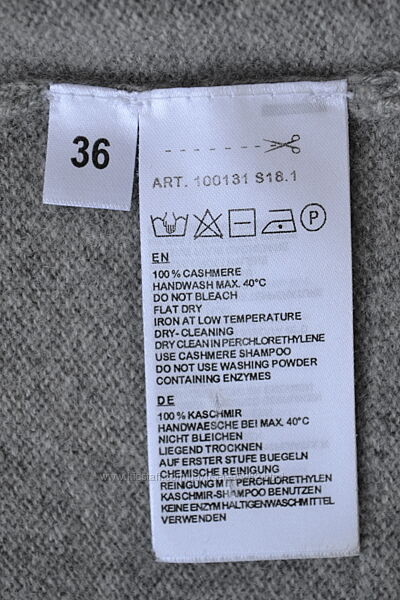 36
ART. 100131 S18.1
P
EN
100 % CASHMERE
HANDWASH MAX. 40°C
DO NOT BLEACH
FLAT DRY
IRON AT LOW TEMPERATURE
DRY- CLEANING
DRY CLEAN IN PERCHLORETHYLENE
USE CASHMERE SHAMPOO
DO NOT USE WASHING POWDER
CONTAINING ENZYMES
DE
100 % KASCHMIR
HANDWAESCHE BEI MAX. 40°C
NICHT BLEICHEN
LIEGEND TROCKNEN
AUF ERSTER STUFE BUEGELN
CHEMISCHE REINIGUNG
REINIGUNG MIT PERCHLORETHYLEN
KASCHMIR-SHAMPOO BENUTZEN
KEINE ENZYM HALTIGEN WASCHMITTEL
VERWENDEN